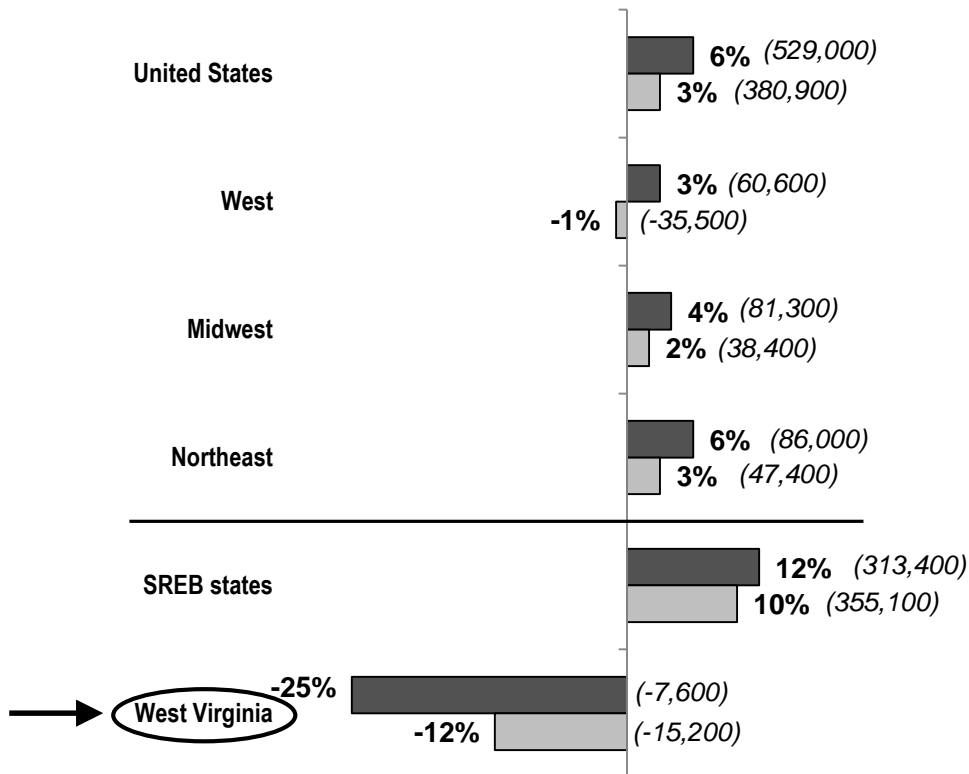 United States
6% (529,000)
3% (380,900)
West
3% (60,600)
-1% (-35,500)
Midwest
4% (81,300)
2% (38,400)
Northeast
6% (86,000)
3% (47,400)
SREB states
12% (313,400)
10% (355,100)
West Virginia
-25% (-7,600)
-12% (-15,200)